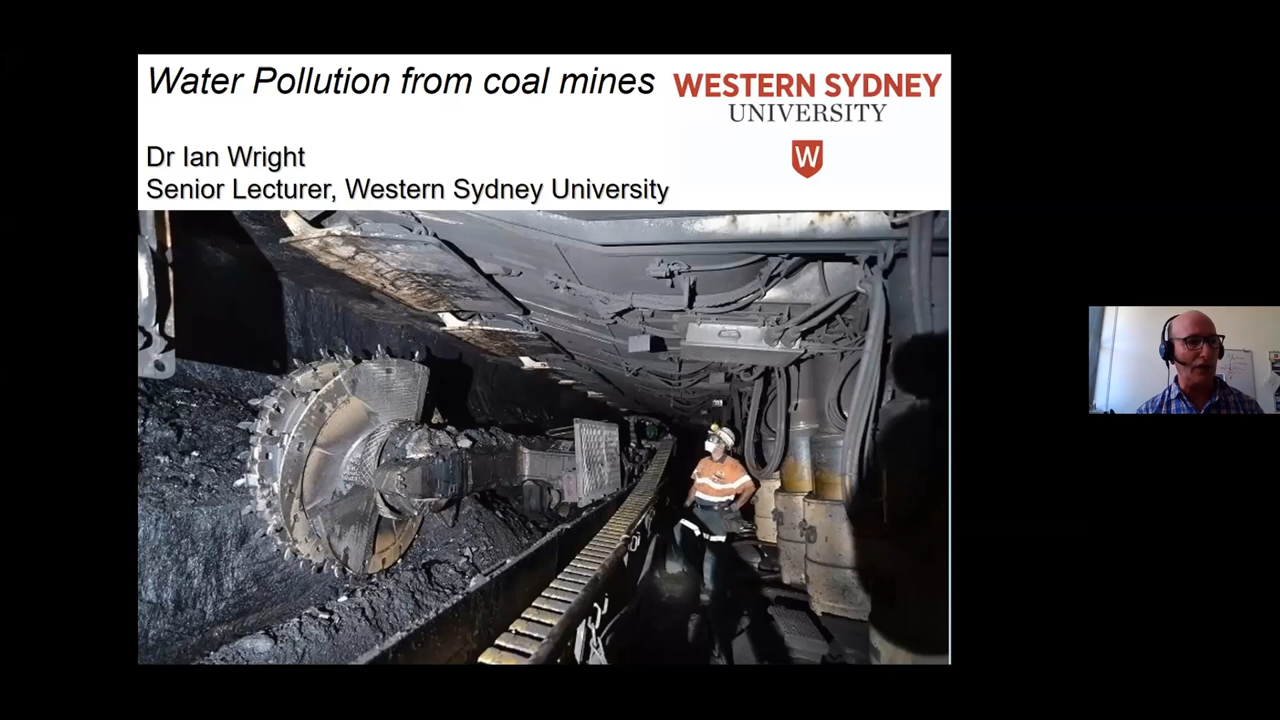 Water Pollution from coal mines
WESTERN SYDNEY
UNIVERSITY
W
Dr Ian Wright
Senior Lecturer, Western Sydney University